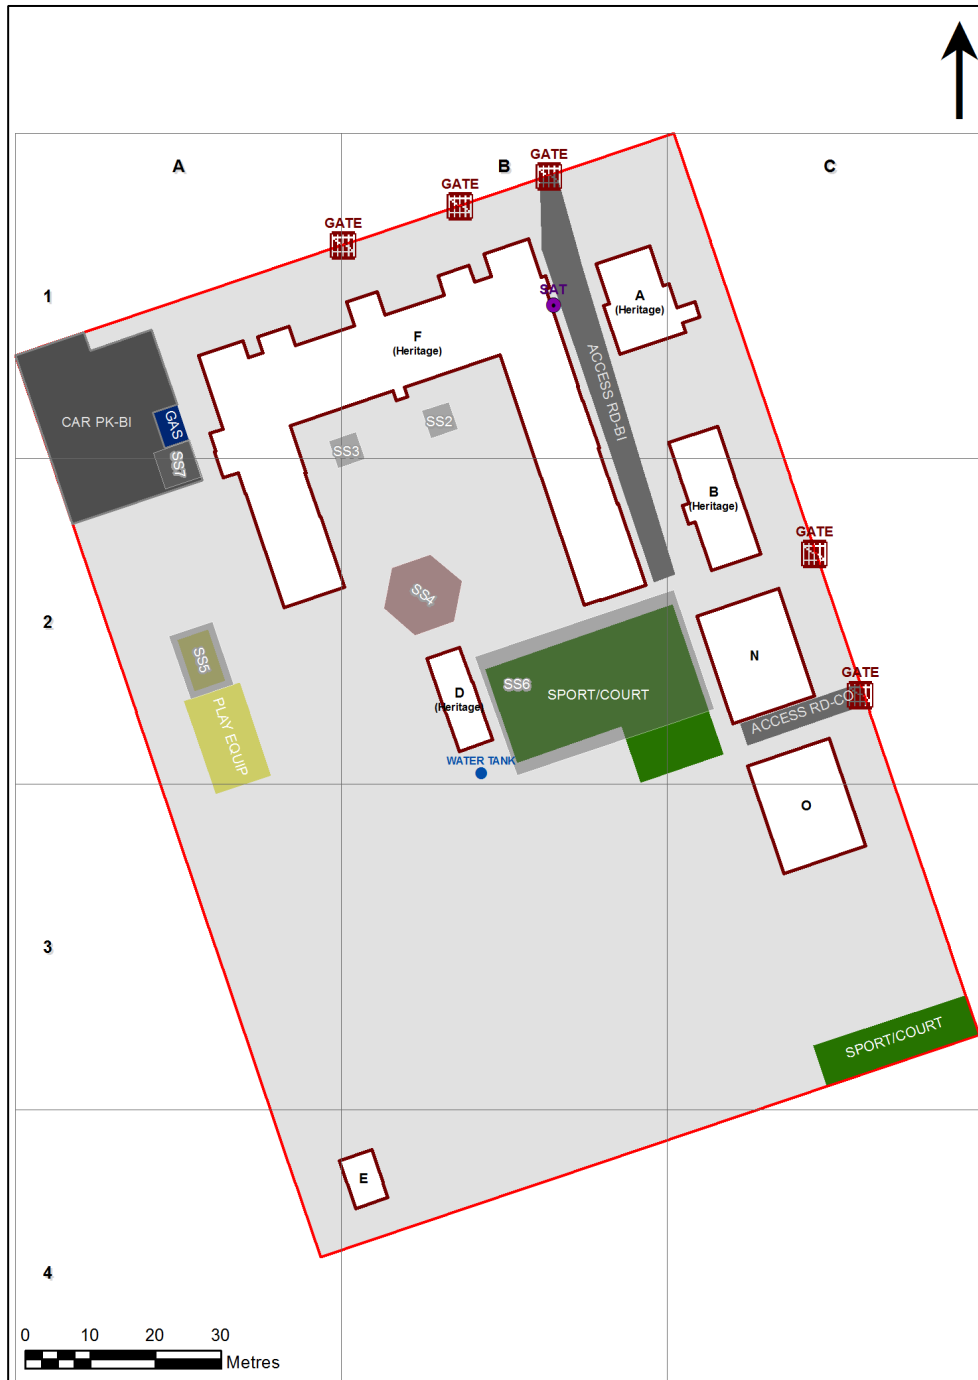 A
B
C
GATE
GATE
GATE
1
SAT
A
(Heritage)
F
(Heritage)
ACCESS RD-BI
CAR PK-BI
GAS
SS2
SS3
SS7
B
(Heritage)
GATE
SS4
2
SS5
N
GATE
SS6
SPORT/COURT
D
(Heritage)
ACCESS RD-CO
PLAY EQUIP
WATER TANK
O
3
SPORT/COURT
E
4
0 10 20 30
Metres